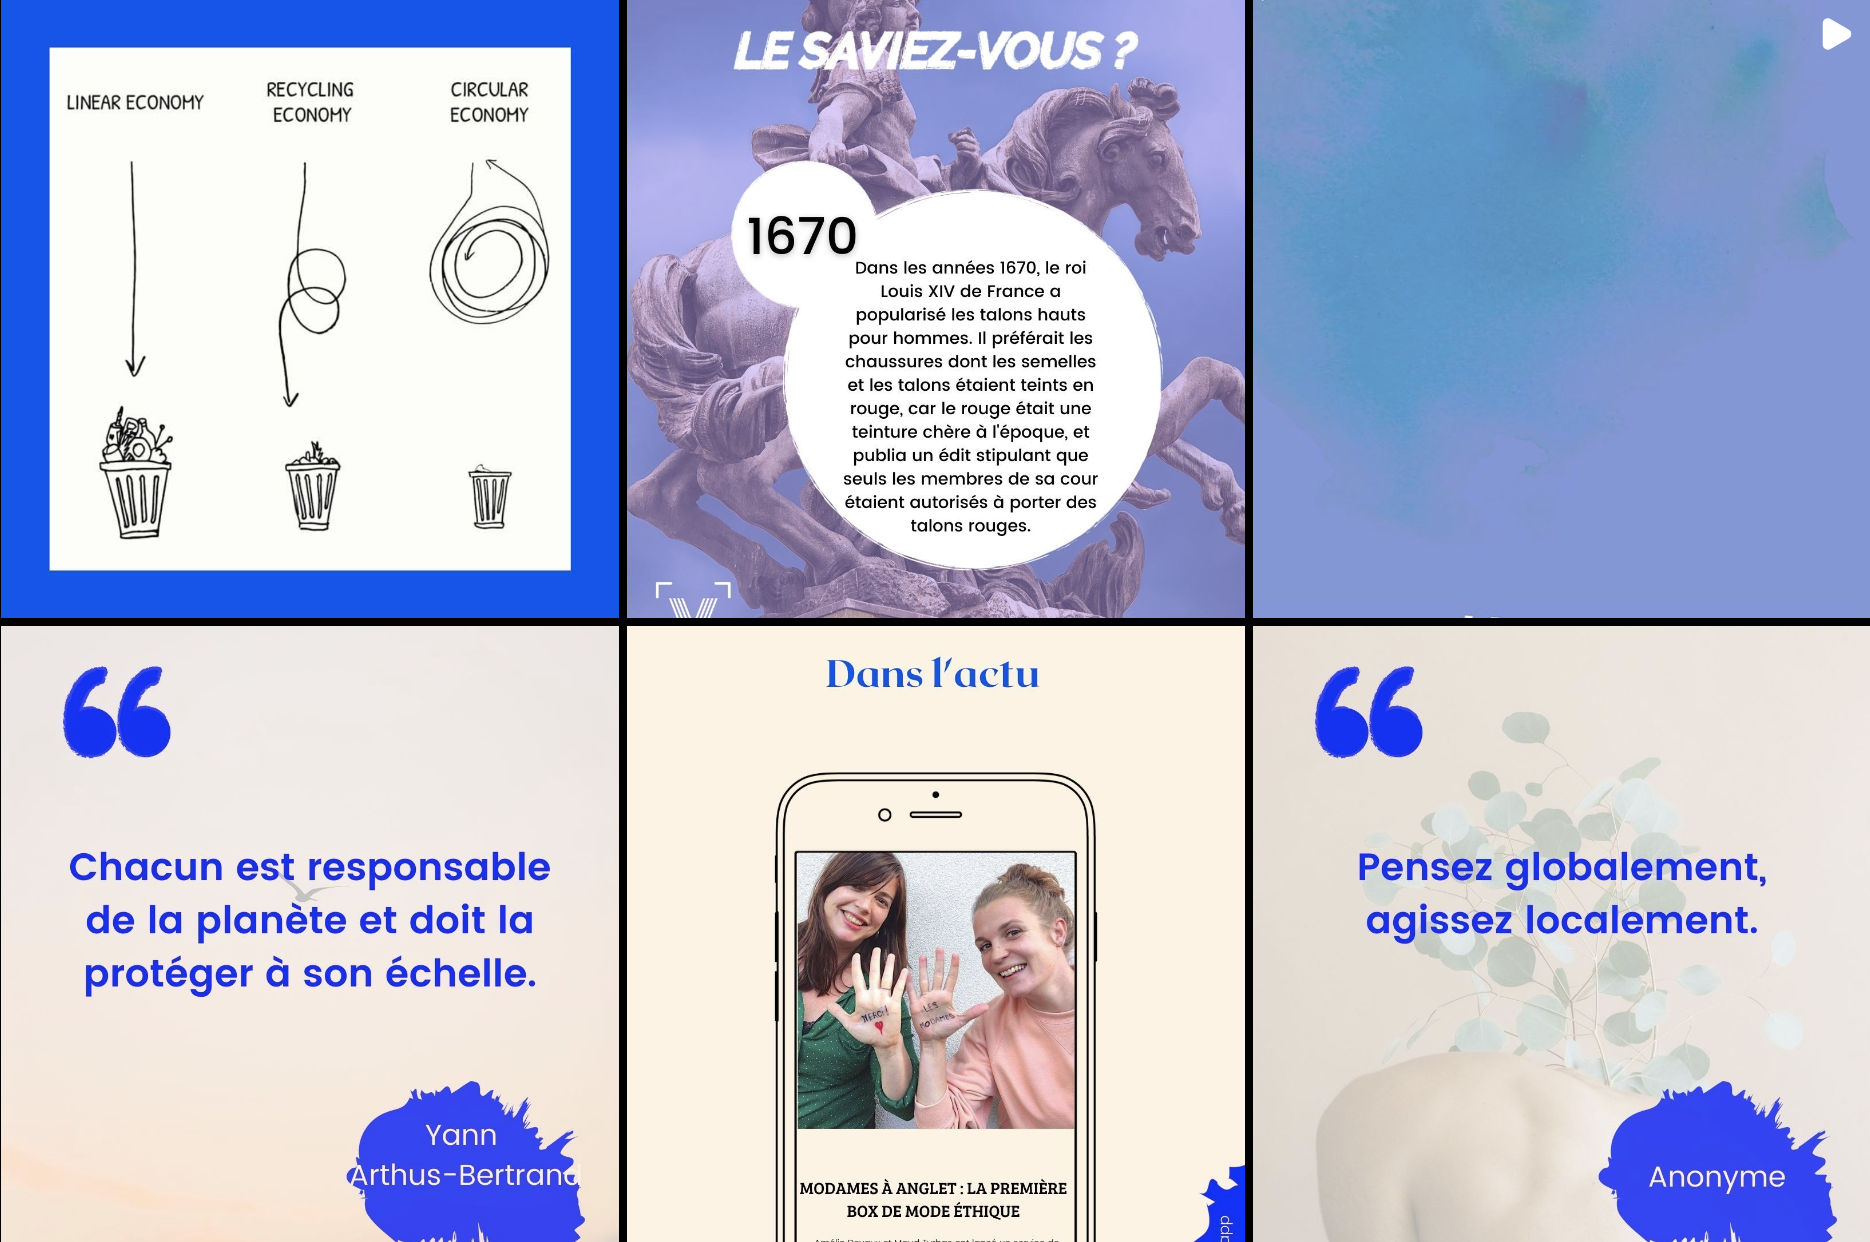 LINEAR ECONOMY
RECYCLING
ECONOMY
CIRCULAR
ECONOMY
LE SAVIEZ-VOUS ?
1670
Dans les années 1670, le roi
Louis XIV de France a
popularisé les talons hauts
pour hommes. Il préférait les
chaussures dont les semelles
et les talons étaient teints en
rouge, car le rouge était une
teinture chère à l'époque, et
publia un édit stipulant que
seuls les membres de sa cour
étaient autorisés à porter des
talons rouges.
Chacun est responsable
de la planète et doit la
protéger à son échelle.
Yann
Arthus-Bertrand
Dans l'actu
MERCI
LES
MODAMES
MODAMES À ANGLET : LA PREMIÈRE
BOX DE MODE ÉTHIQUE
Pensez globalement,
agissez localement.
Anonyme